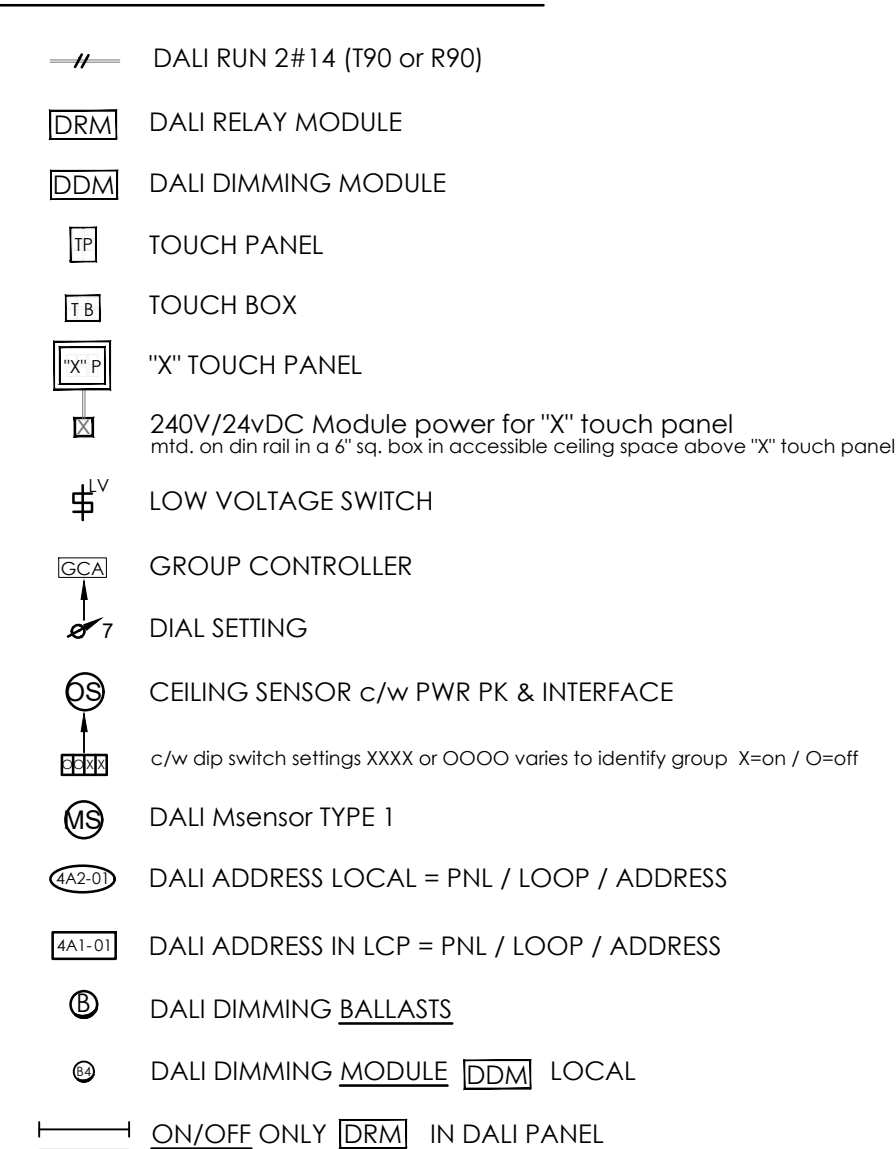 DALI RUN 2#14 (T90 or R90)
DRM DALI RELAY MODULE
DDM DALI DIMMING MODULE
TP TOUCH PANEL
T B TOUCH BOX
"X" P "X" TOUCH PANEL
X 240V/24vDC Module power for "X" touch panel
mtd. on din rail in a 6" sq. box in accessible ceiling space above "X" touch panel
$ LV LOW VOLTAGE SWITCH
GCA GROUP CONTROLLER
7 DIAL SETTING
OS CEILING SENSOR c/w PWR PK & INTERFACE
OOXX c/w dip switch settings XXXX or OOOO varies to identify group X=on / O=off
MS DALI Msensor TYPE 1
4A2-01 DALI ADDRESS LOCAL = PNL / LOOP / ADDRESS
4A1-01 DALI ADDRESS IN LCP = PNL / LOOP / ADDRESS
B DALI DIMMING BALLASTS
B4 DALI DIMMING MODULE DDM LOCAL
ON/OFF ONLY DRM IN DALI PANEL